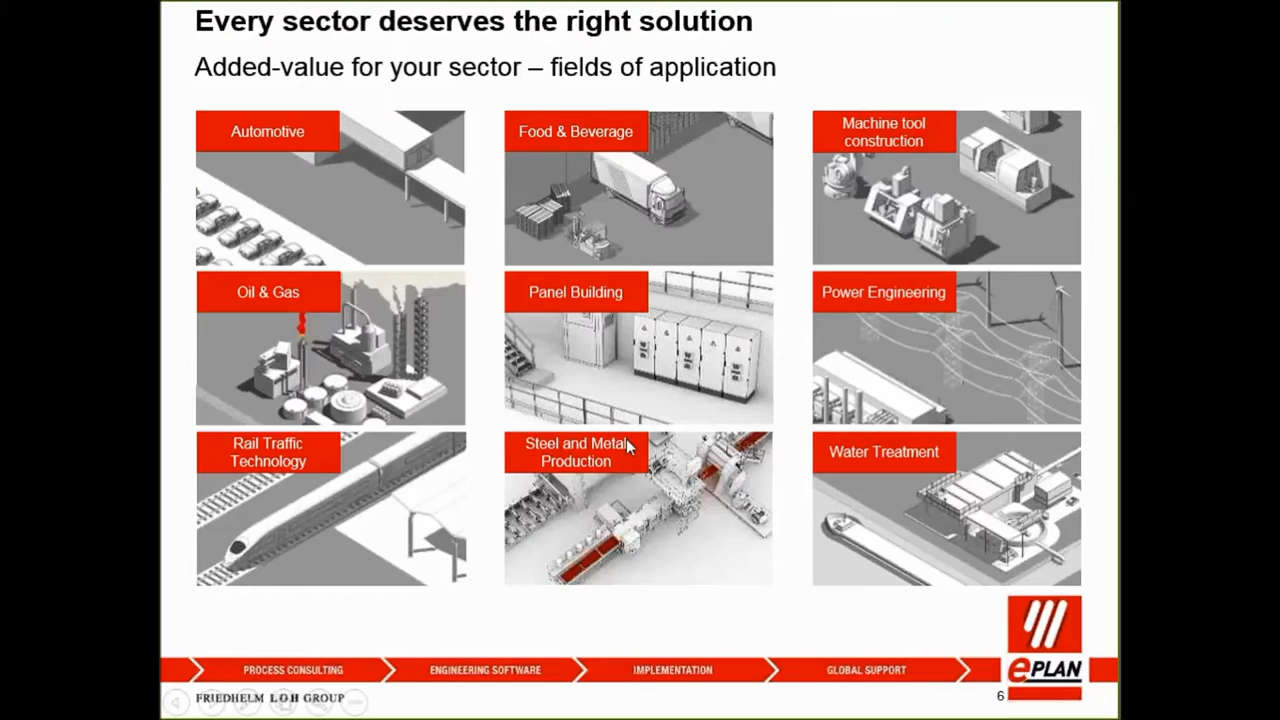 Every sector deserves the right solution
Added-value for your sector – fields of application
Automotive
Food & Beverage
Machine tool
construction
Oil & Gas
Panel Building
Power Engineering
Rail Traffic
Technology
Steel and Metal
Production
Water Treatment
PROCESS CONSULTING
ENGINEERING SOFTWARE
IMPLEMENTATION
GLOBAL SUPPORT
ePLAN
FRIEDHELM LOH GROUP
6